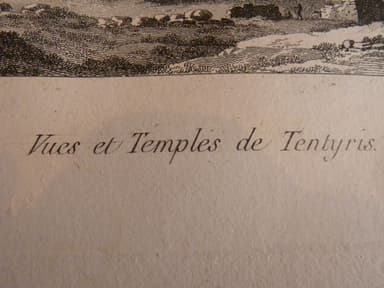 Vues et Temples de Tentyris.